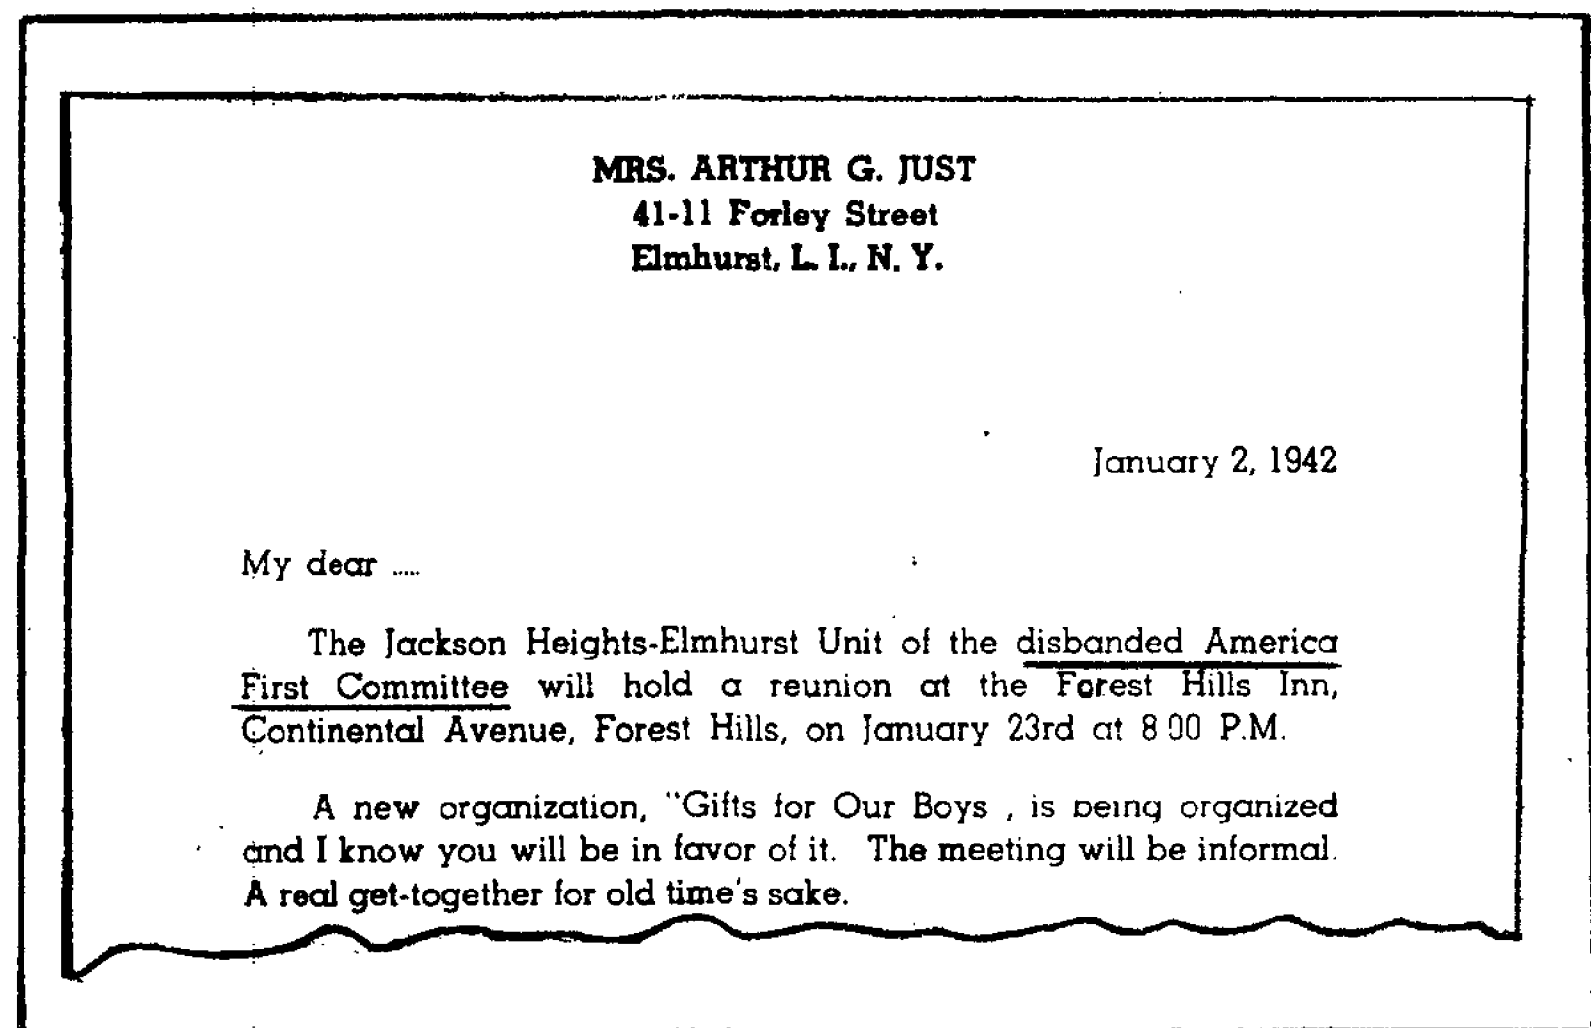 MRS. ARTHUR G. JUST
41-11 Forley Street
Elmhurst, L. I., N. Y.
January 2, 1942
My dear .....
The Jackson Heights-Elmhurst Unit of the disbanded America
First Committee will hold a reunion at the Forest Hills Inn,
Continental Avenue, Forest Hills, on January 23rd at 8 00 P.M.
A new organization, "Gifts for Our Boys , is being organized
and I know you will be in favor of it. The meeting will be informal.
A real get-together for old time's sake.